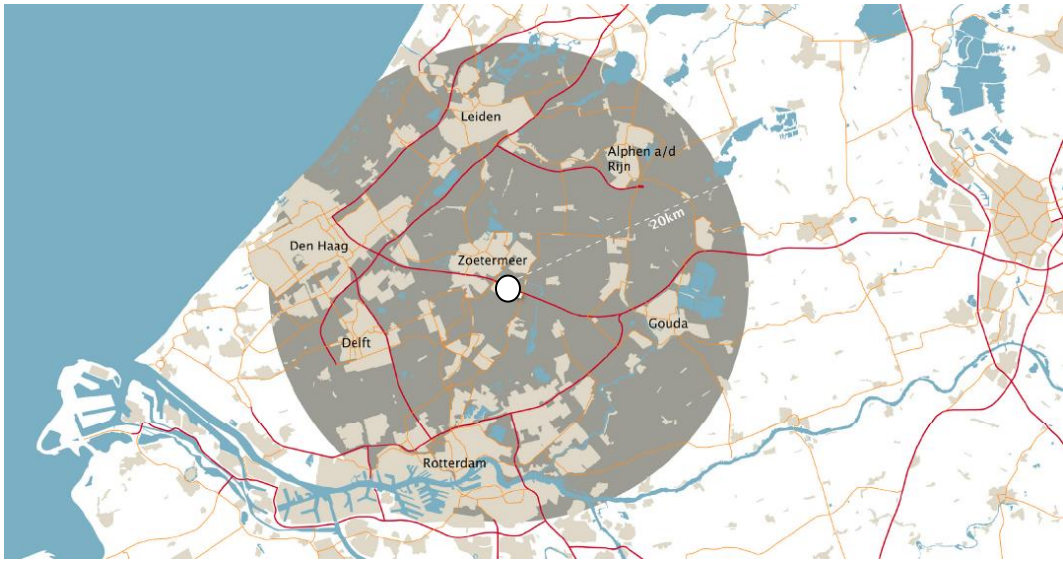 Leiden
Alphen a/d
Rijn
20km
Den Haag
Zoetermeer
Gouda
Delft
Rotterdam